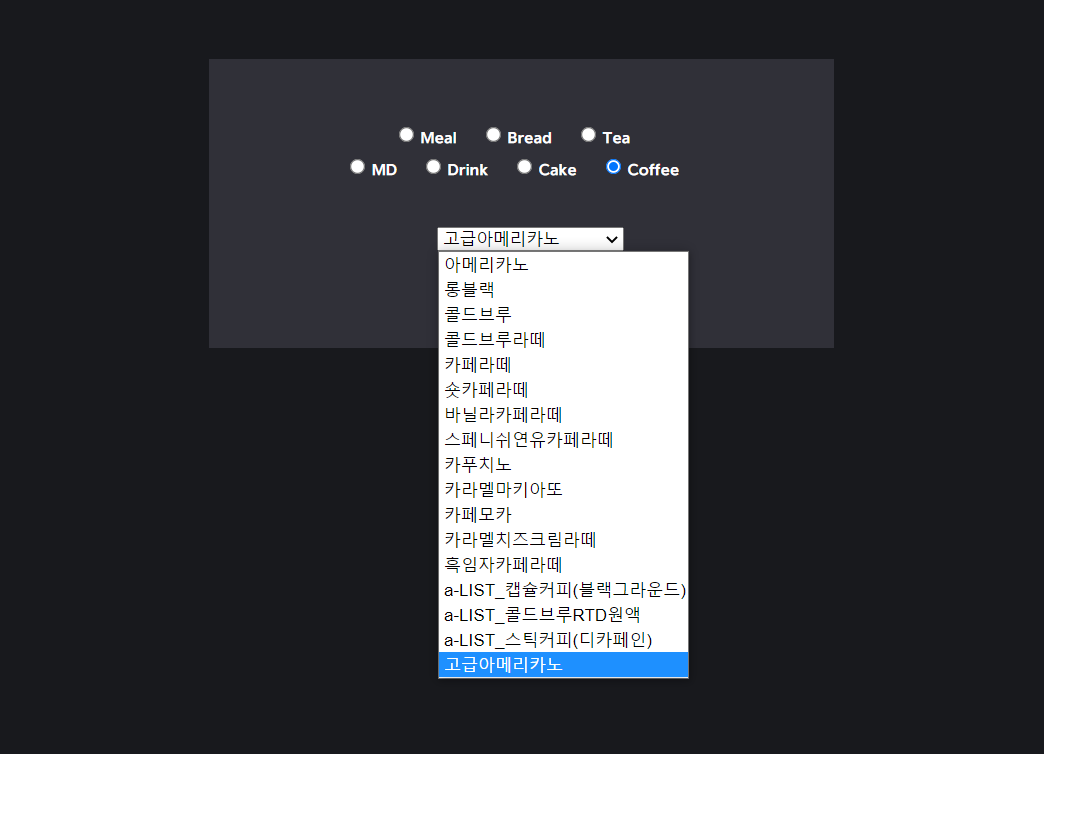 Meal Bread Tea
MD Drink Cake Coffee
고급아메리카노
아메리카노
롱블랙
콜드브루
콜드브루라떼
카페라떼
숏카페라떼
바닐라카페라떼
스페니쉬연유카페라떼
카푸치노
카라멜마키아또
카페모카
카라멜치즈크림라떼
흑임자카페라떼
a-LIST_캡슐커피(블랙그라운드)
a-LIST_콜드브루RTD원액
a-LIST_스틱커피(디카페인)
고급아메리카노